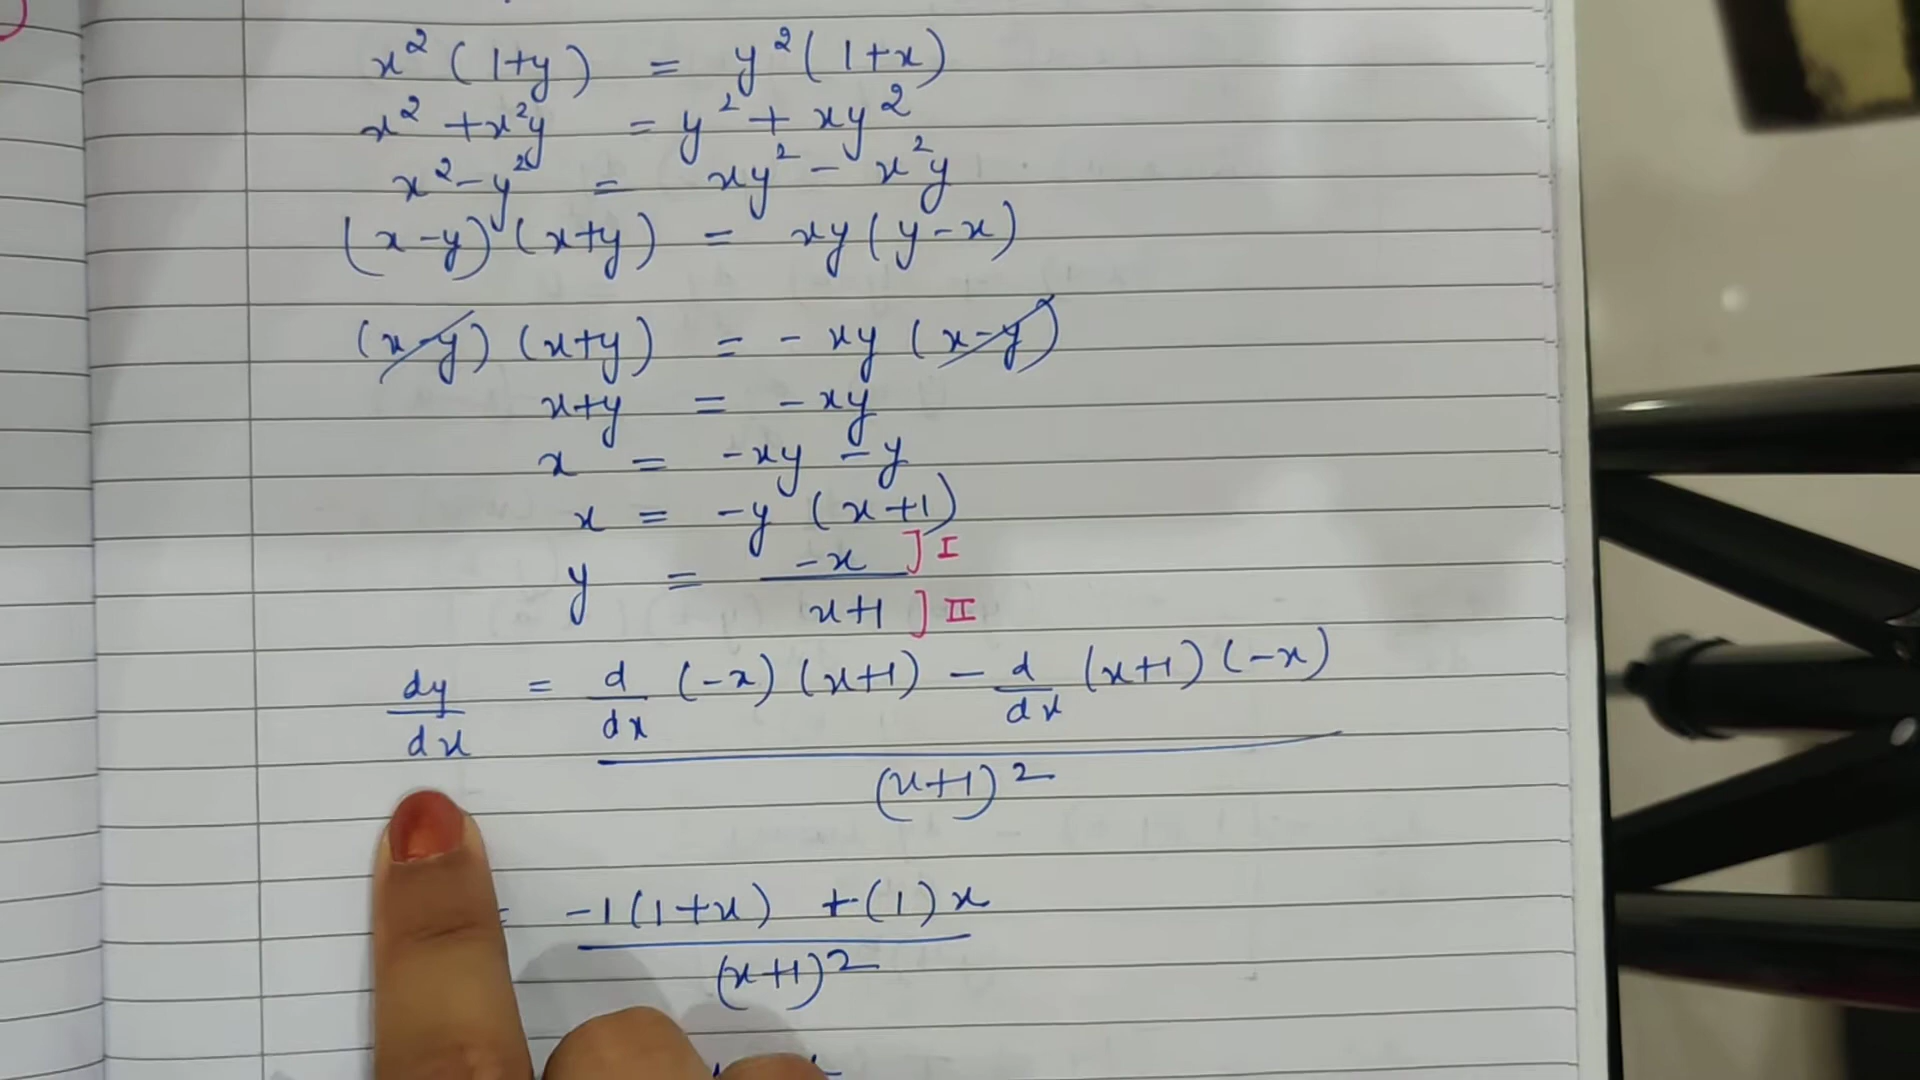 x² (1+y) = y² (1+x)
x² + x²y = y² + xy²
x² - y² = xy² - x²y
(x-y) (x+y) = xy (y-x)
(x-y) (x+y) = - xy (x-y)
x+y = - xy
x = -xy - y
x = -y (x+1)
y = -x ] I
x+1 ] II
dy = d (-x) (x+1) - d (x+1) (-x)
dx dx dx
(x+1)²
= -1 (1+x) + (1) x
(x+1)²